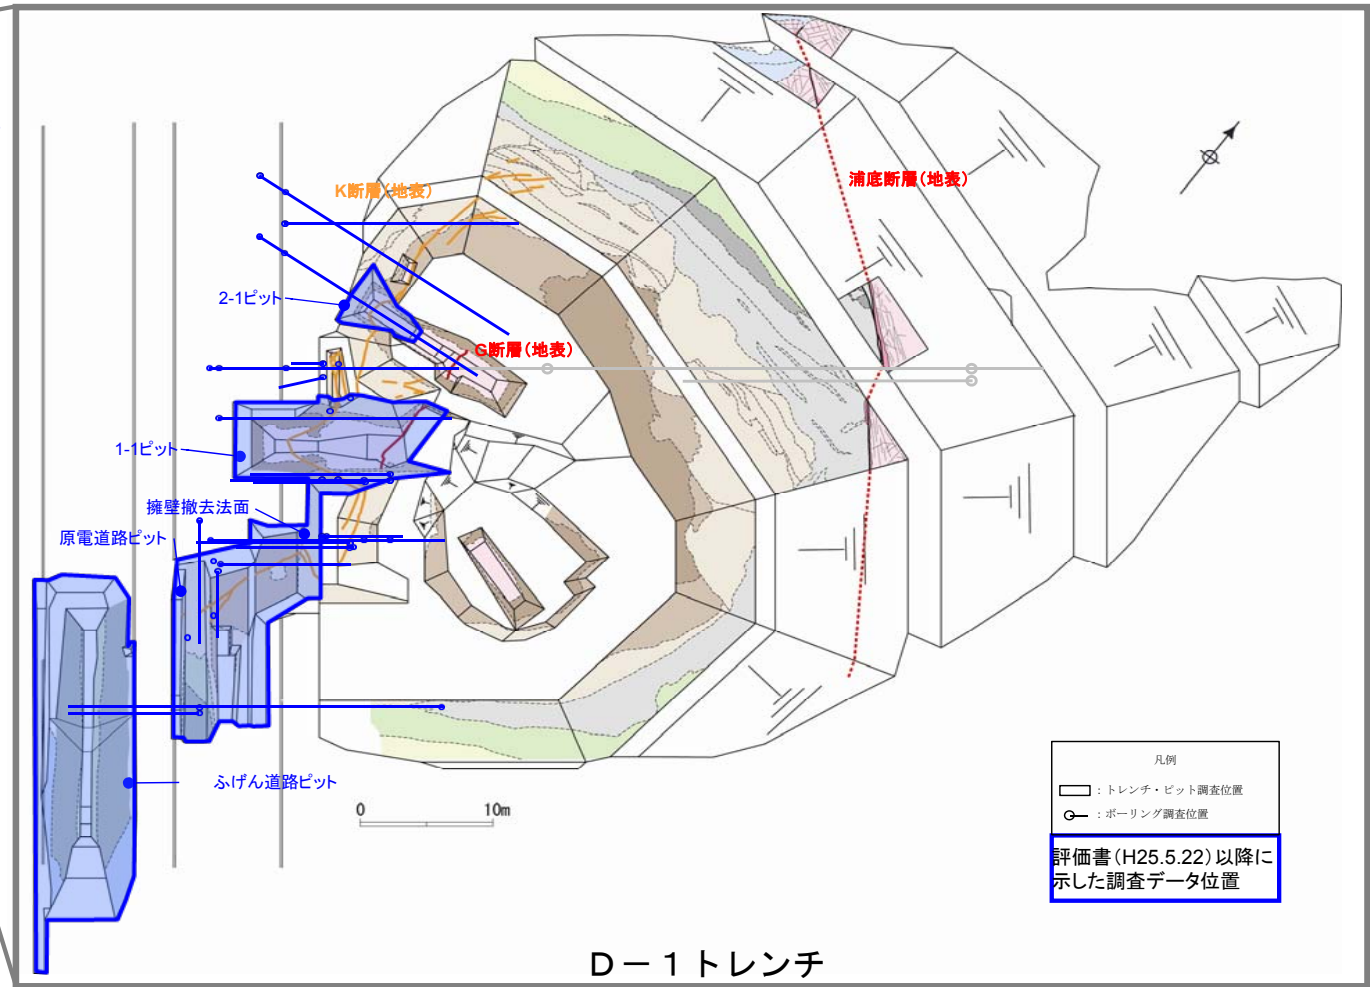 浦底断層(地表)
K断層(地表)
2-1ピット
G断層(地表)
1-1ピット
擁壁撤去法面
原電道路ピット
ふげん道路ピット
0 10m
凡例
：トレンチ・ピット調査位置
：ボーリング調査位置
評価書(H25.5.22)以降に
示した調査データ位置
D－1トレンチ